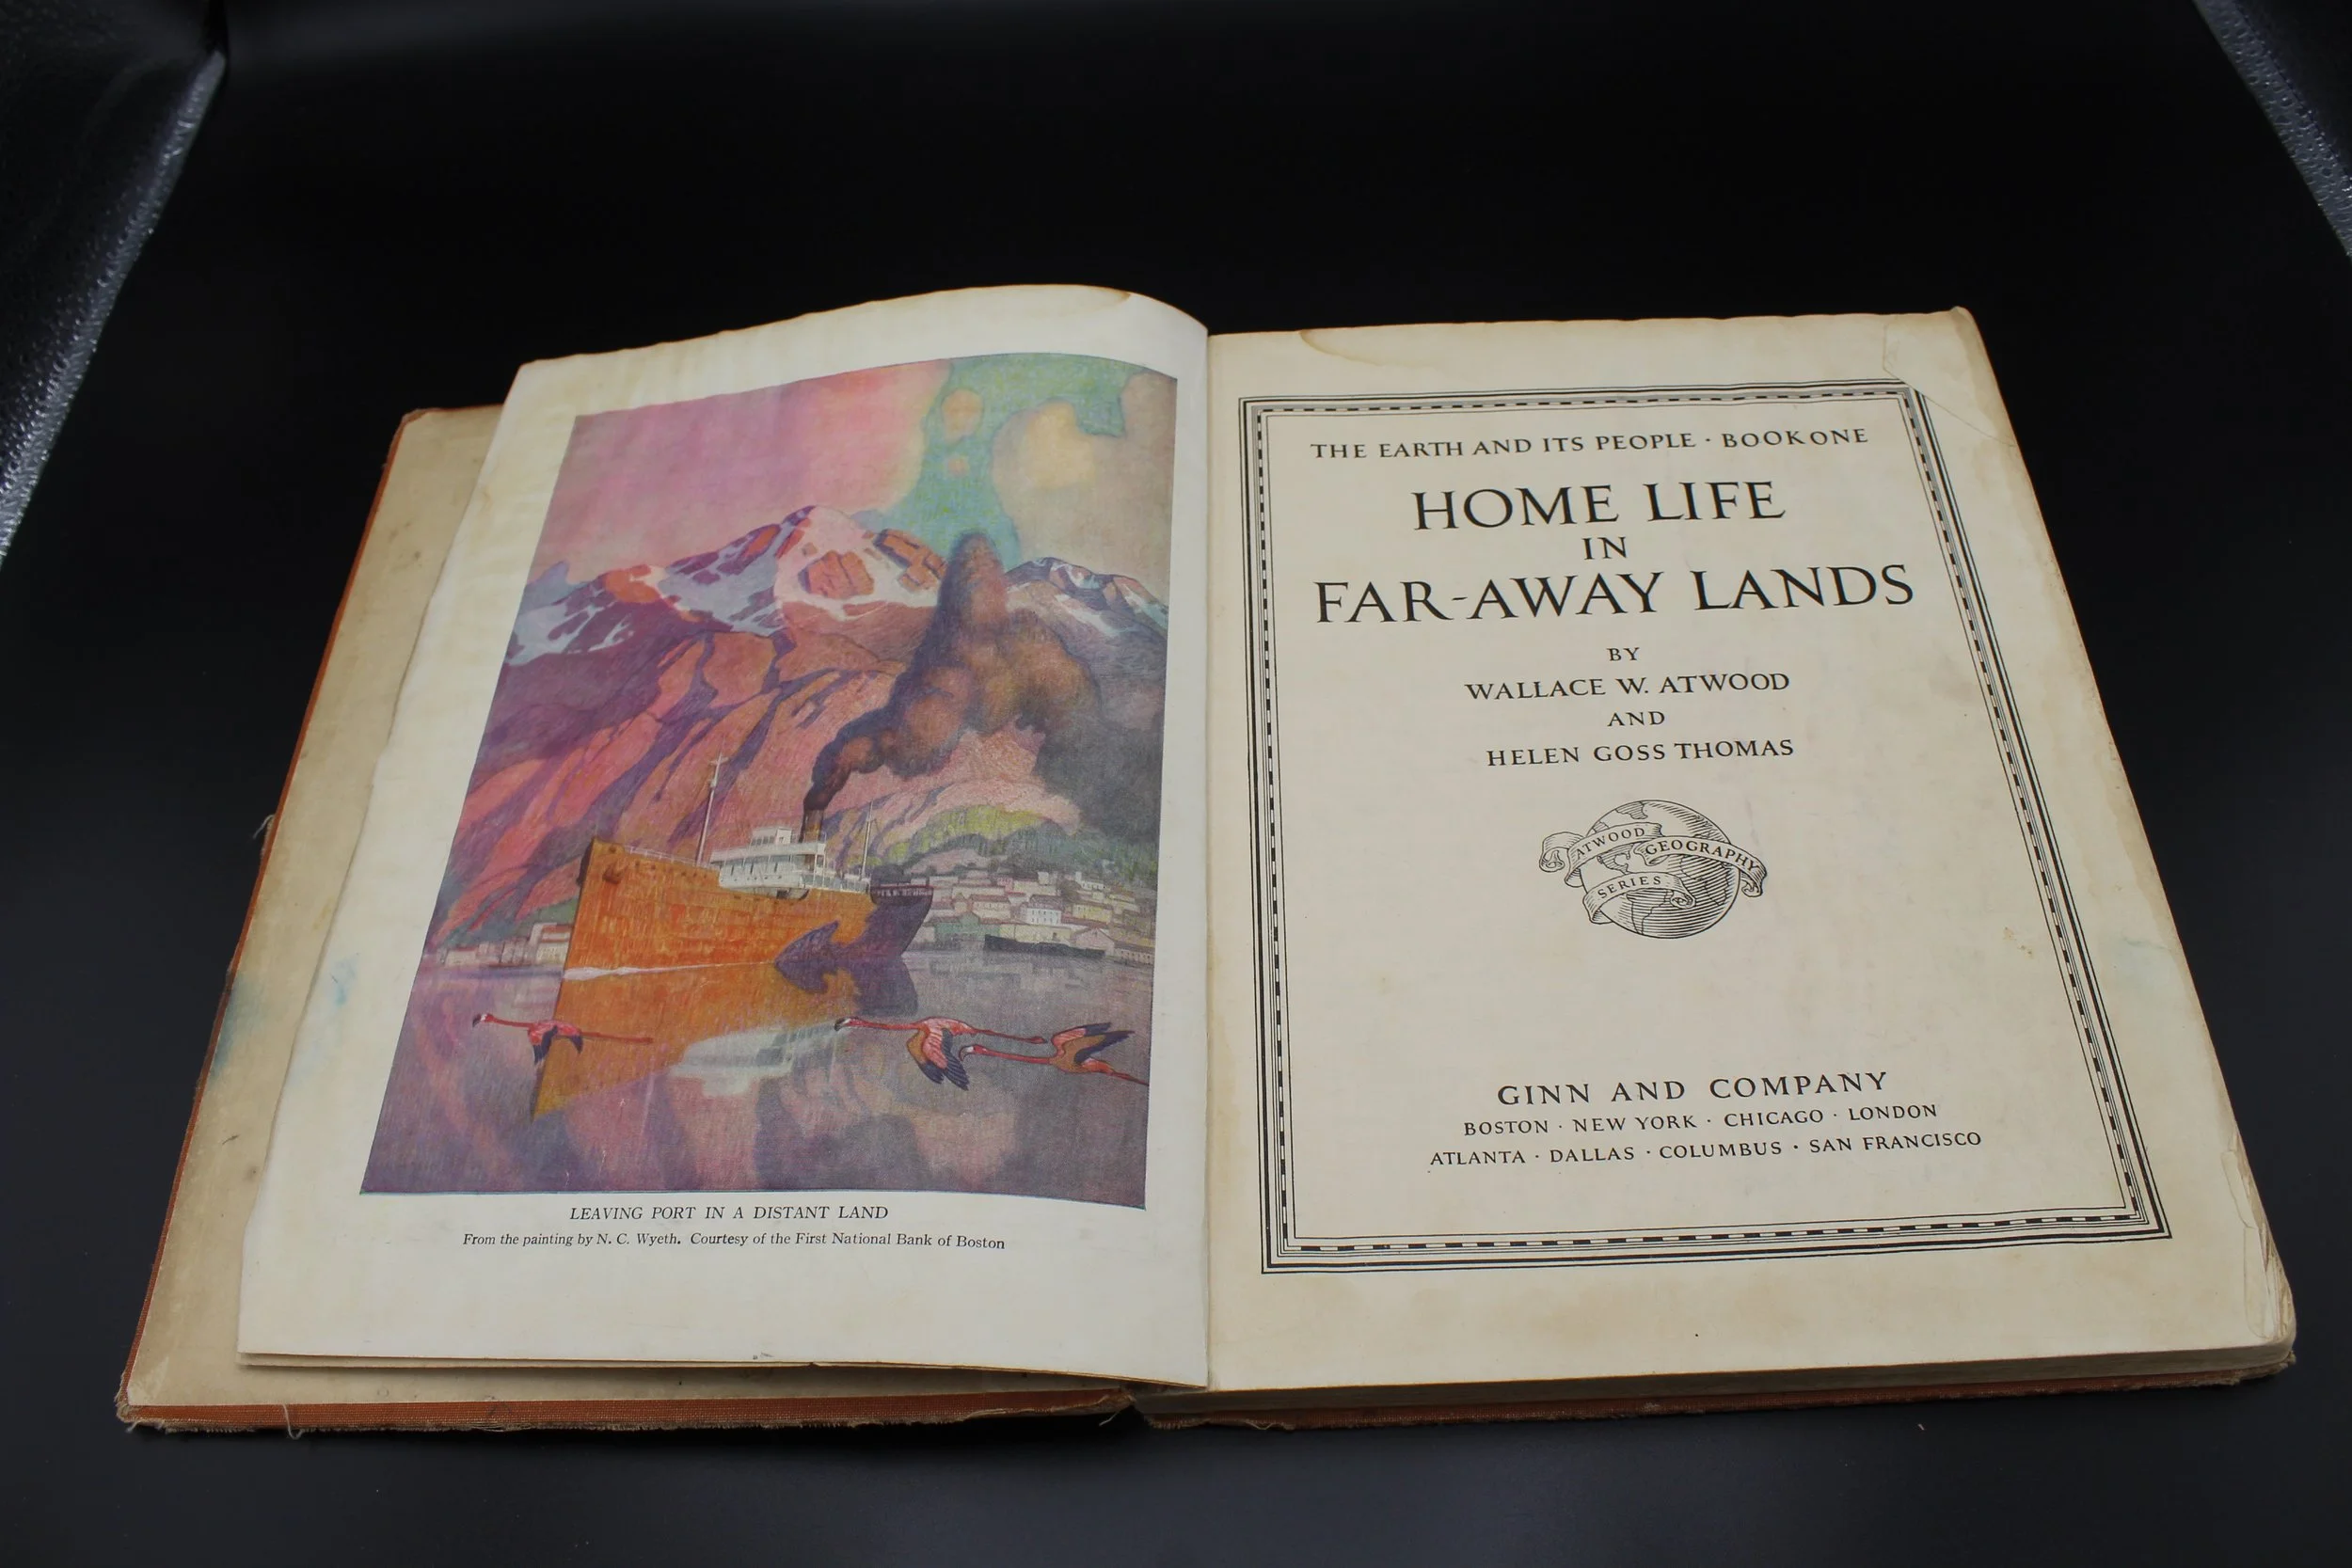 LEAVING PORT IN A DISTANT LAND
From the painting by N. C. Wyeth. Courtesy of the First National Bank of Boston
THE EARTH AND ITS PEOPLE · BOOK ONE
HOME LIFE
IN
FAR-AWAY LANDS
BY
WALLACE W. ATWOOD
AND
HELEN GOSS THOMAS
ATWOOD
GEOGRAPHY
SERIES
GINN AND COMPANY
BOSTON · NEW YORK · CHICAGO · LONDON
ATLANTA · DALLAS · COLUMBUS · SAN FRANCISCO